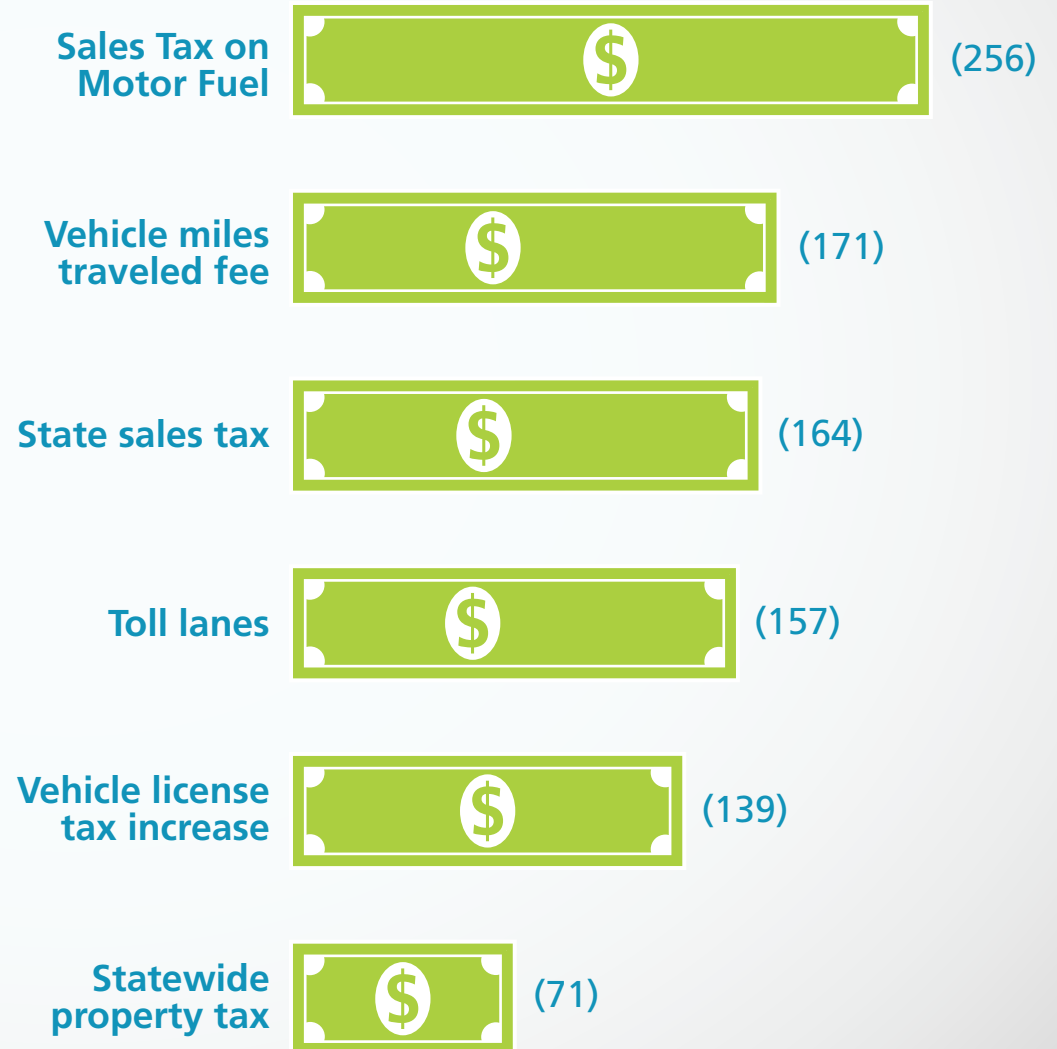 Sales Tax on
Motor Fuel
$
(256)
Vehicle miles
traveled fee
$
(171)
State sales tax
$
(164)
Toll lanes
$
(157)
Vehicle license
tax increase
$
(139)
Statewide
property tax
$
(71)